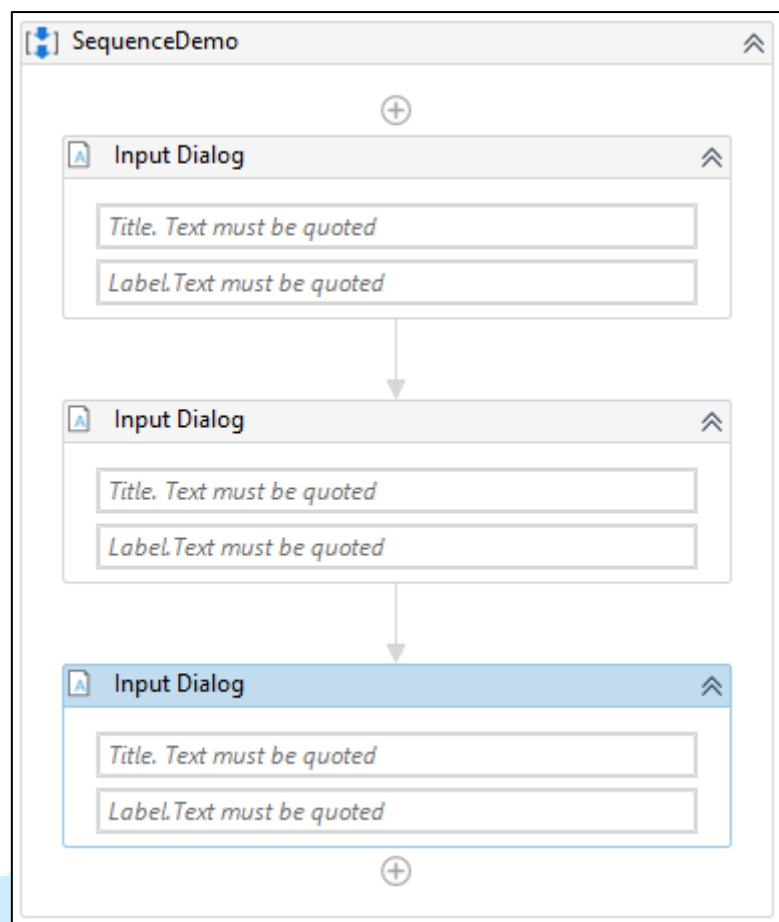 SequenceDemo
Input Dialog
Title. Text must be quoted
Label.Text must be quoted
Input Dialog
Title. Text must be quoted
Label.Text must be quoted
Input Dialog
Title. Text must be quoted
Label.Text must be quoted